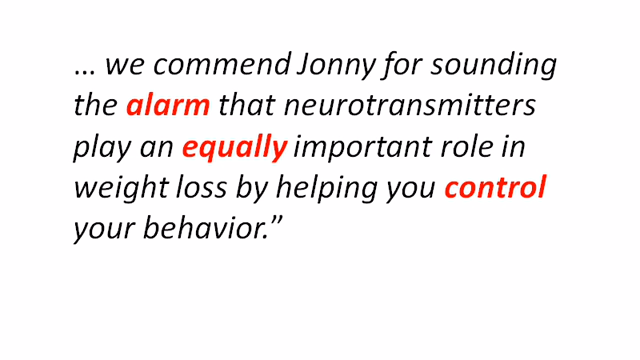 … we commend Jonny for sounding
the alarm that neurotransmitters
play an equally important role in
weight loss by helping you control
your behavior.”